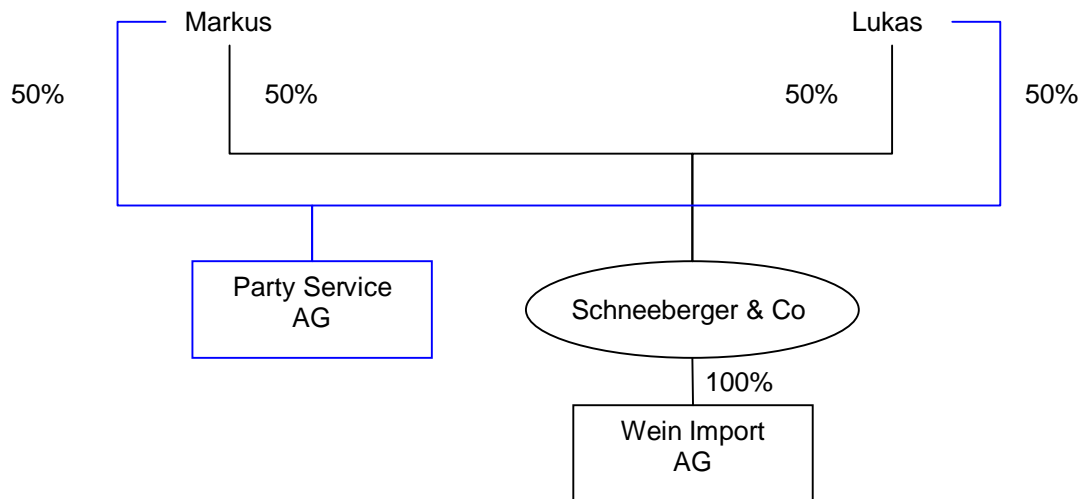 Markus
Lukas
50%
50%
50%
50%
Party Service
AG
Schneeberger & Co
100%
Wein Import
AG